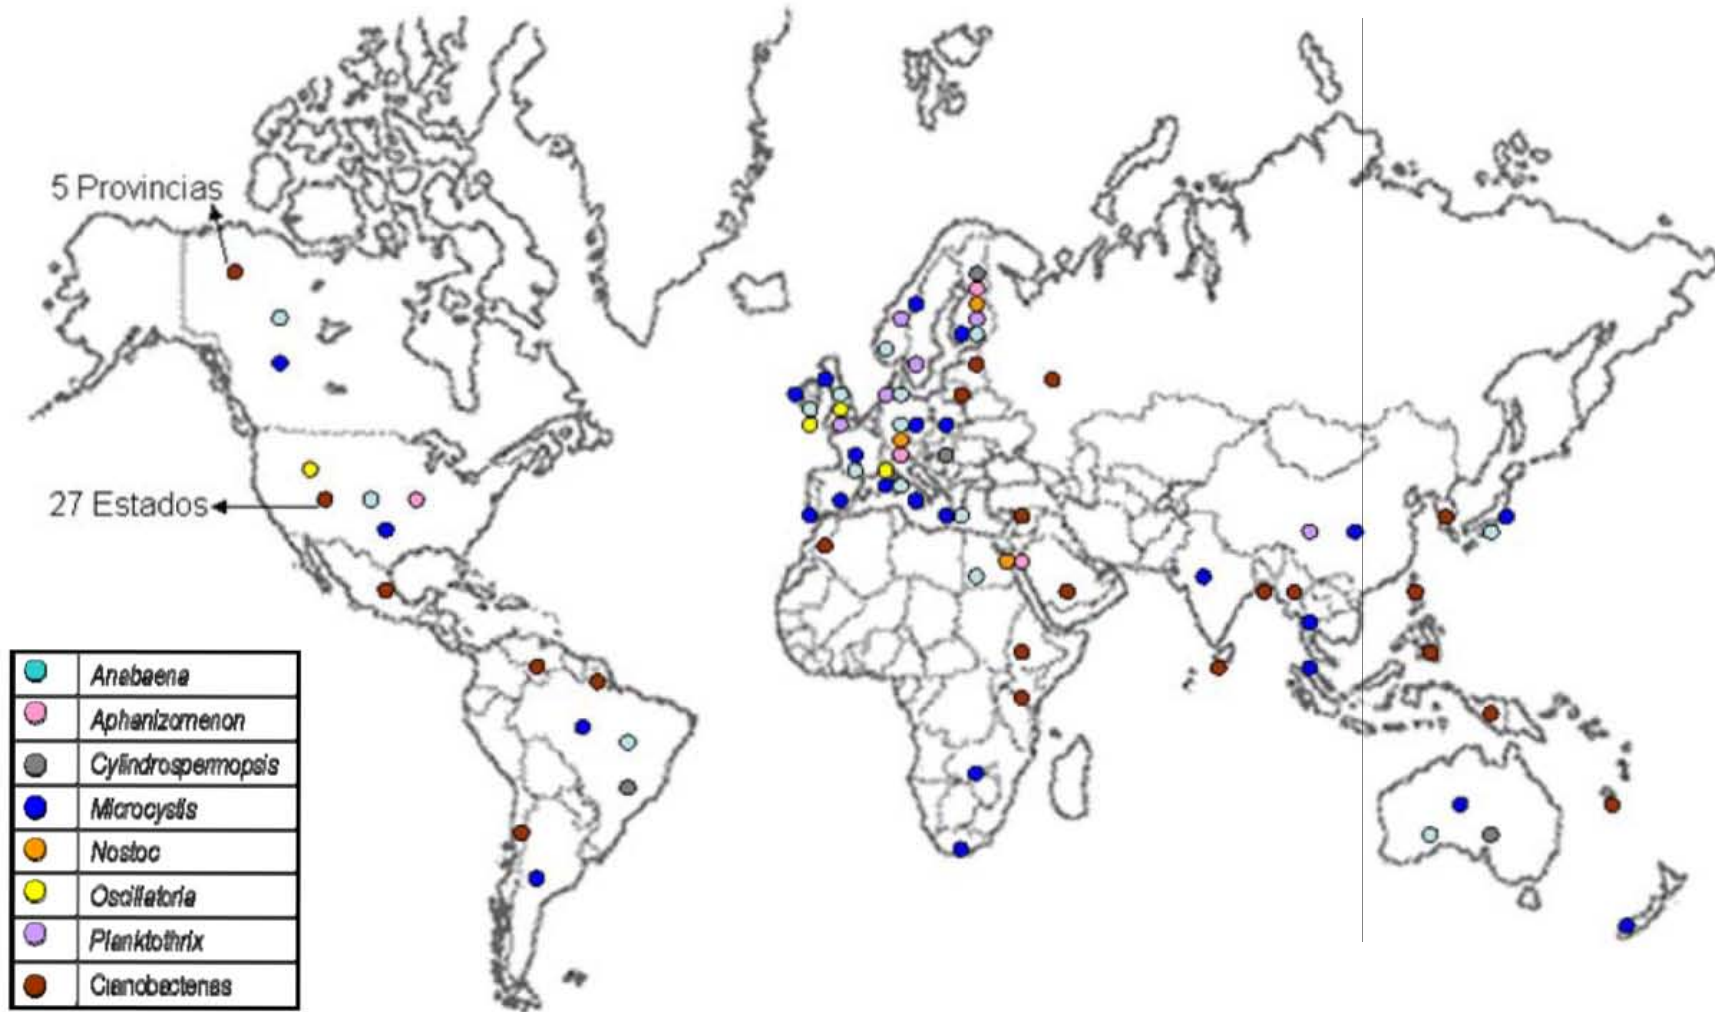 5 Provincias
27 Estados
Anabaena
Aphanizomenon
Cylindrospermopsis
Microcystis
Nostoc
Oscillatoria
Planktothrix
Cianobacterias